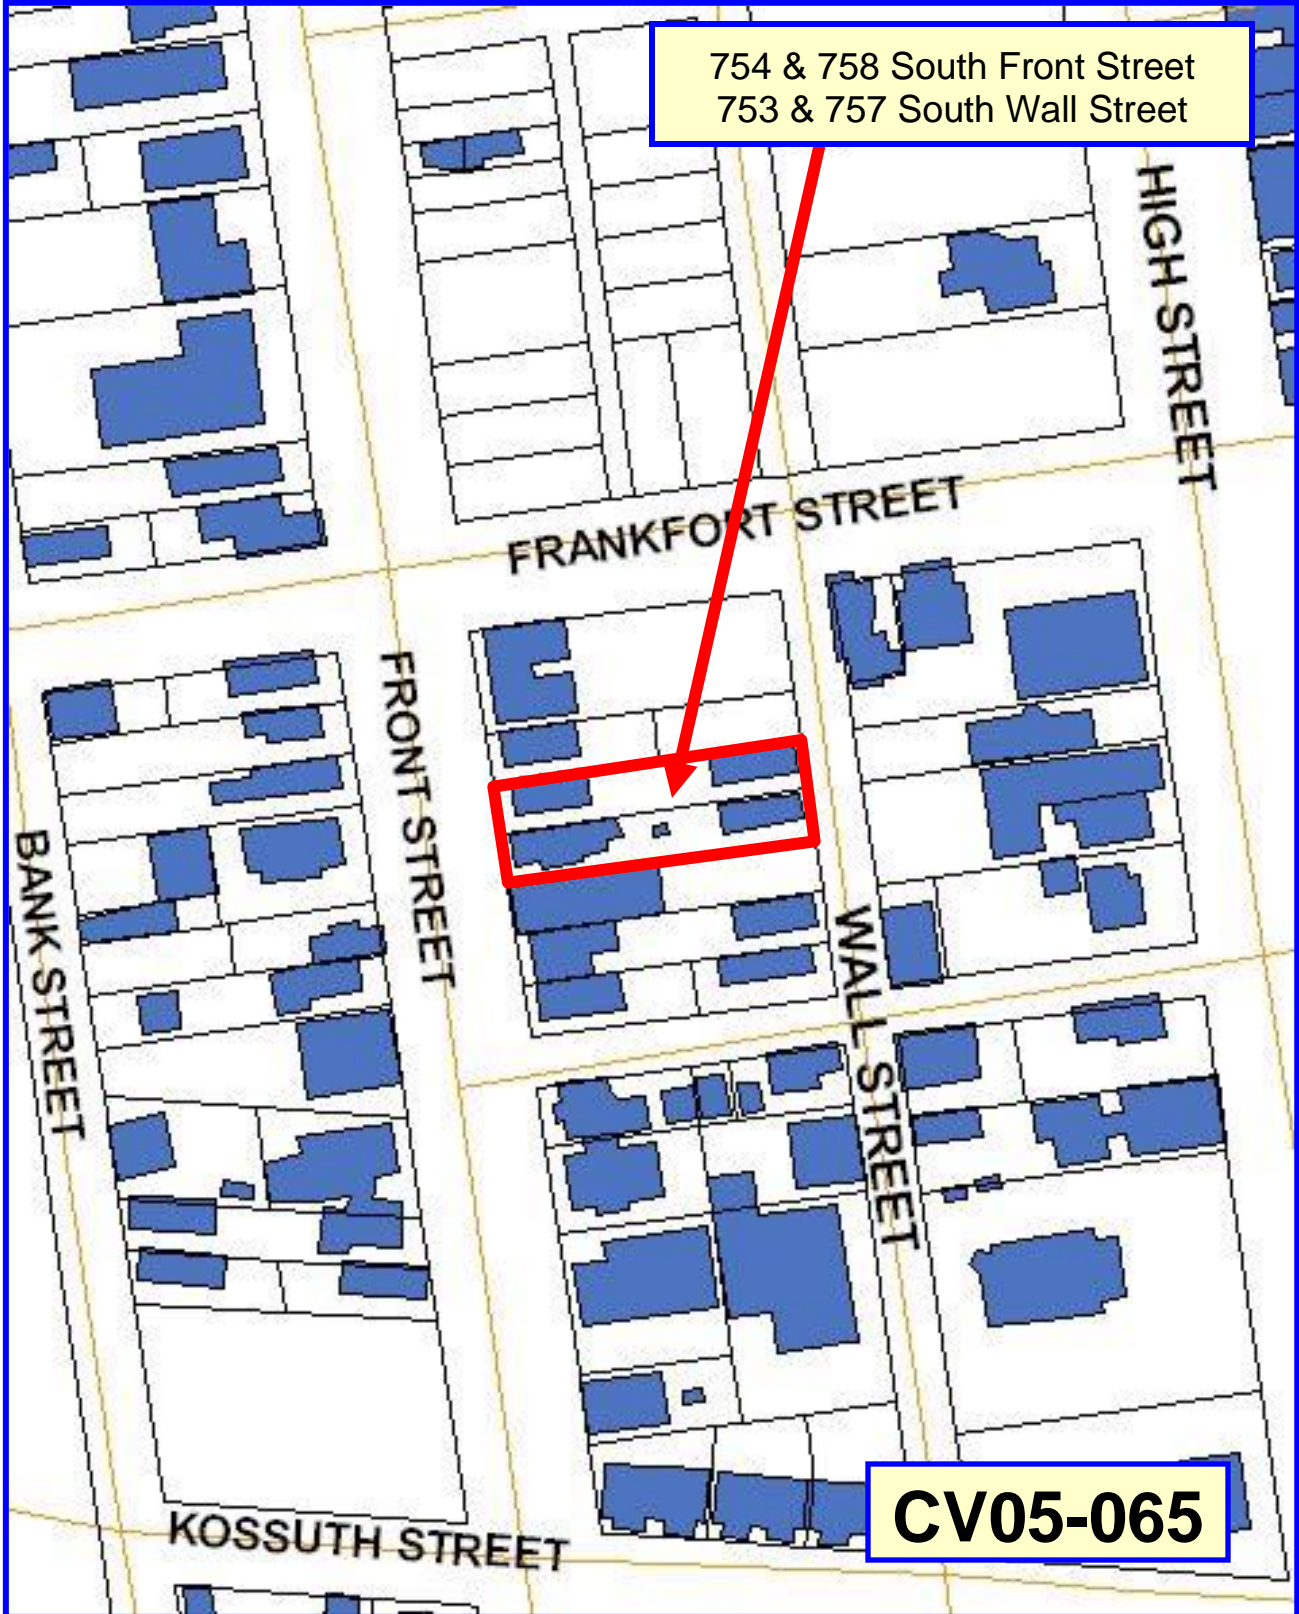 754 & 758 South Front Street
753 & 757 South Wall Street
HIGH STREET
FRANKFORT STREET
FRONT STREET
BANK STREET
WALL STREET
KOSSUTH STREET
CV05-065